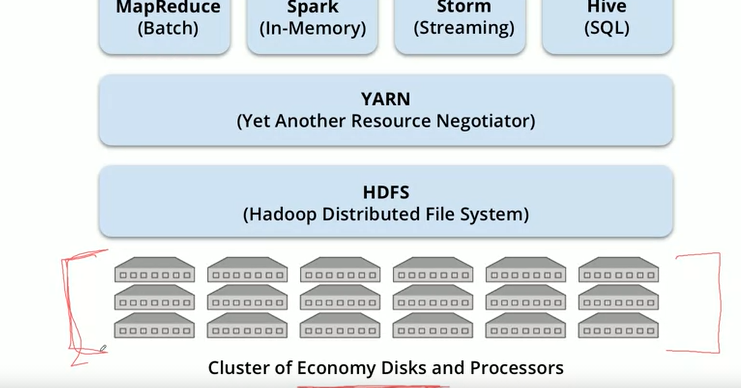 MapReduce
(Batch)
Spark
(In-Memory)
Storm
(Streaming)
Hive
(SQL)
YARN
(Yet Another Resource Negotiator)
HDFS
(Hadoop Distributed File System)
Cluster of Economy Disks and Processors